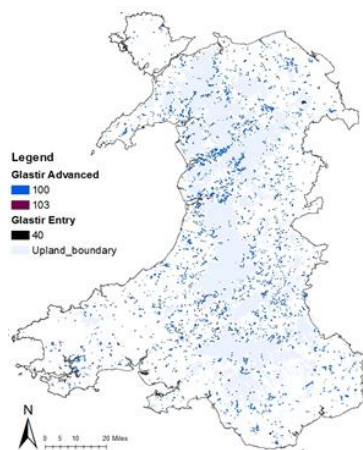 Legend
Glastir Advanced
100
103
Glastir Entry
40
Upland_boundary
N
0 5 10 20 Miles